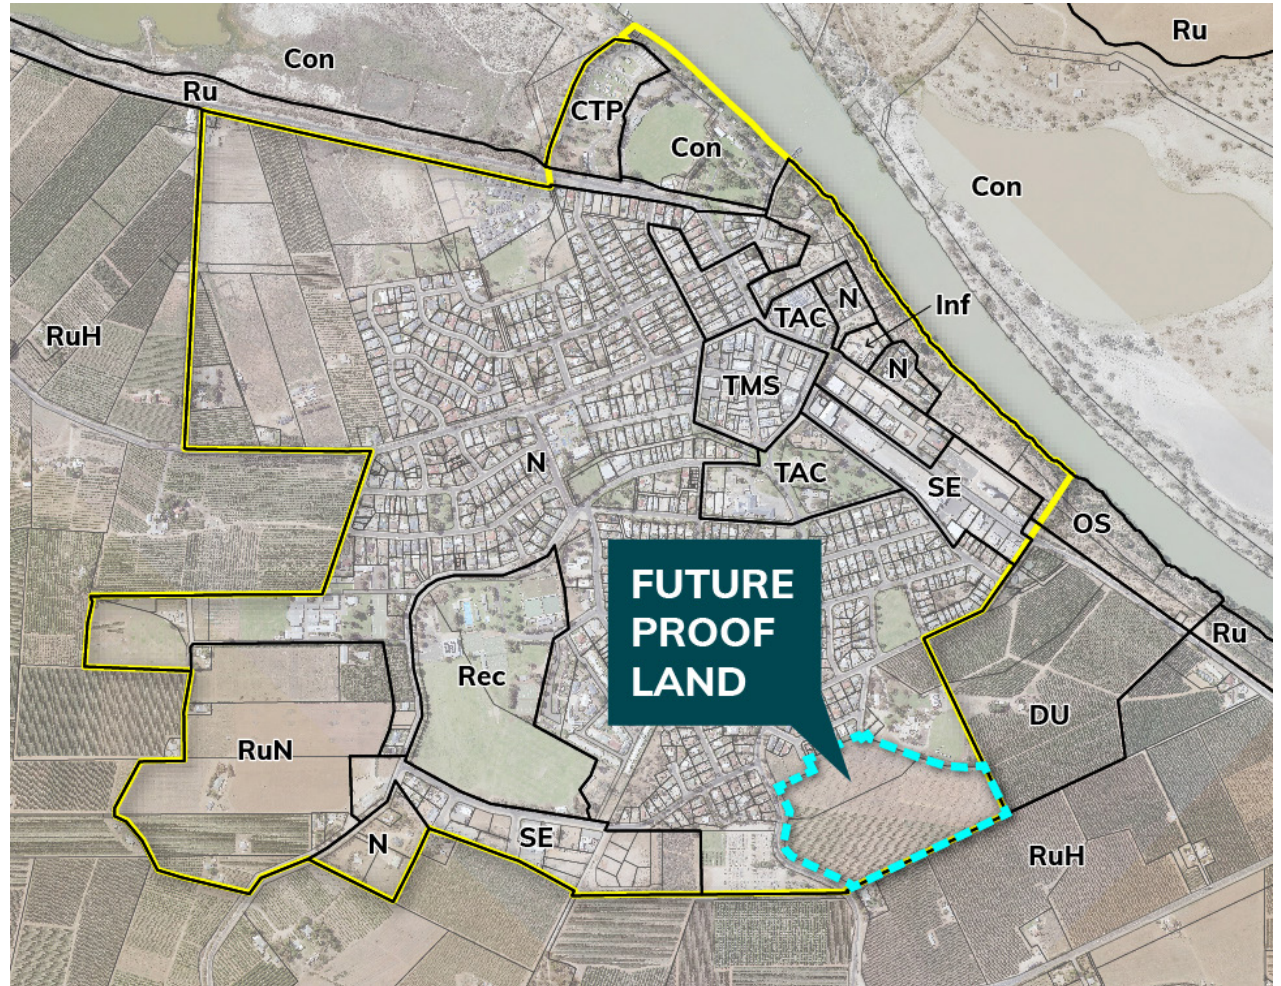 Ru
Con
Ru
CTP
Con
Con
N
Inf
TAC
RuH
N
TMS
N
TAC
SE
OS
FUTURE
PROOF
LAND
Ru
Rec
DU
RuN
SE
N
RuH